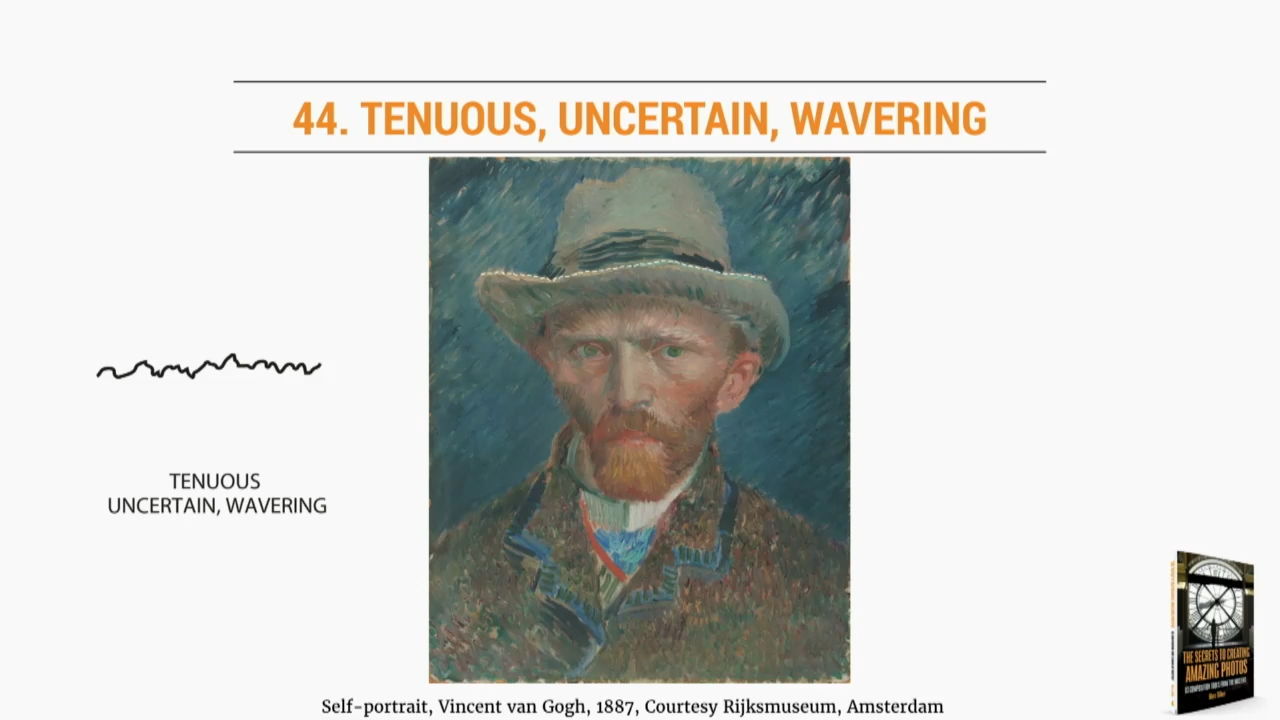 44. TENUOUS, UNCERTAIN, WAVERING
TENUOUS
UNCERTAIN, WAVERING
THE SECRETS TO CREATING
AMAZING PHOTOS
Self-portrait, Vincent van Gogh, 1887, Courtesy Rijksmuseum, Amsterdam